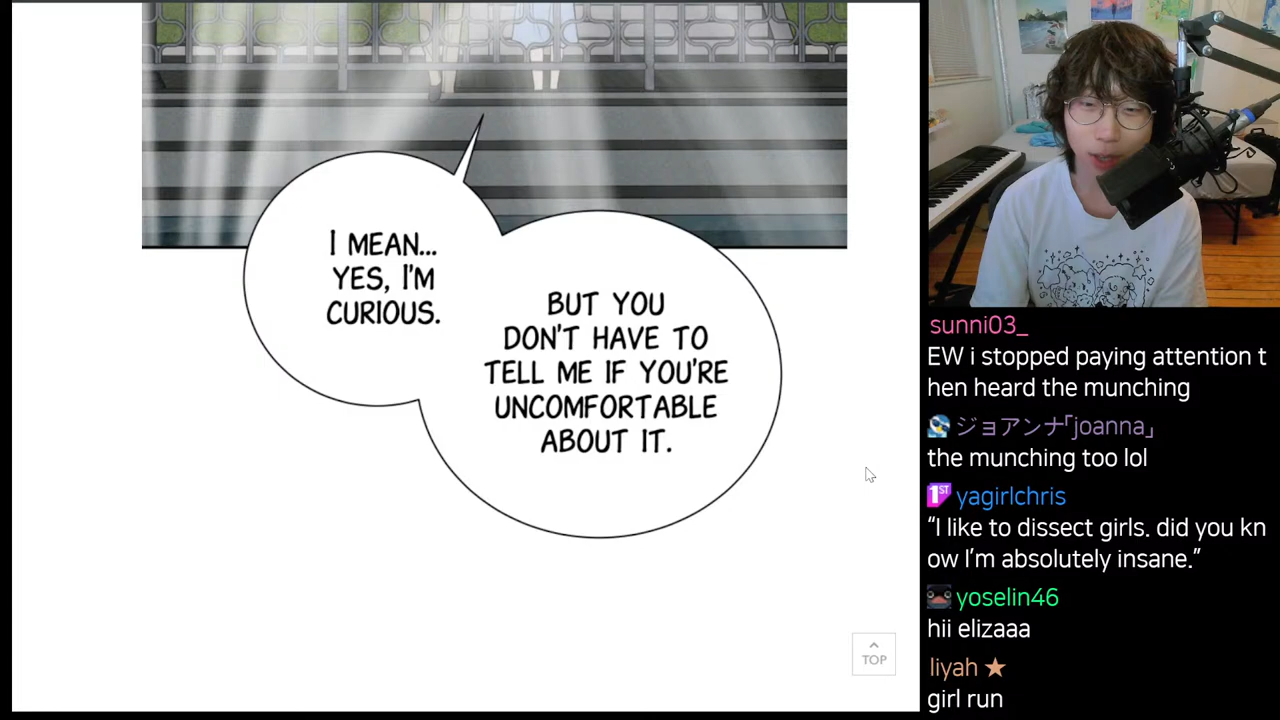 I MEAN...
YES, I'M
CURIOUS.
BUT YOU
DON'T HAVE TO
TELL ME IF YOU'RE
UNCOMFORTABLE
ABOUT IT.
TOP
sunni03_
EW i stopped paying attention t
hen heard the munching
ジョアンナ「joanna」
the munching too lol
1ST yagirlchris
“I like to dissect girls. did you kn
ow I’m absolutely insane.”
yoselin46
hii elizaaa
liyah
girl run